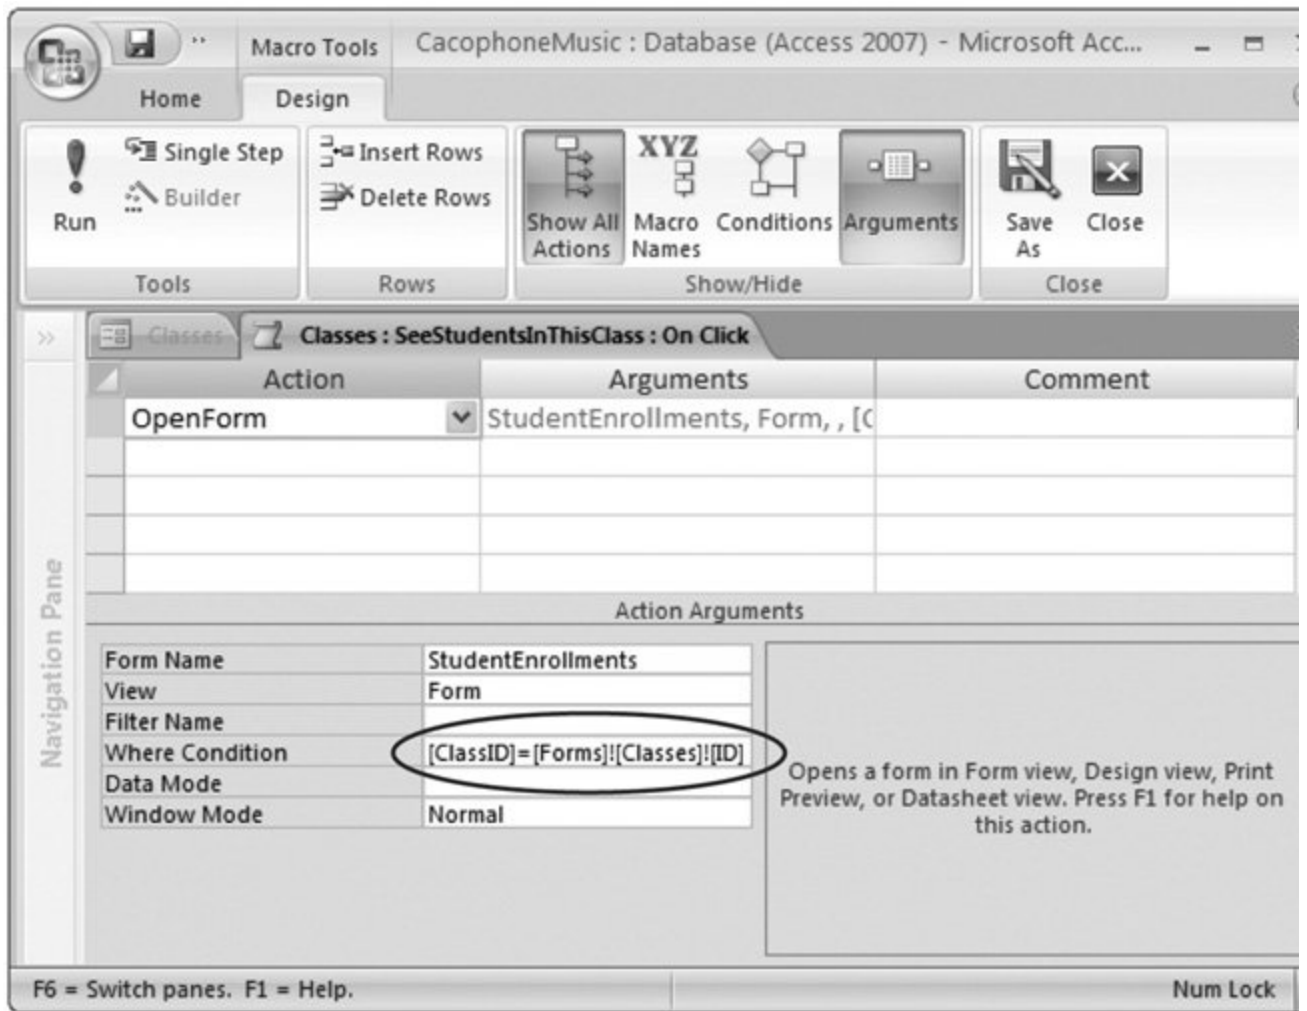 Macro Tools
CacophoneMusic : Database (Access 2007) - Microsoft Acc...
Home
Design
Run
Single Step
Builder
Tools
Insert Rows
Delete Rows
Rows
Show All
Actions
XYZ
Macro
Names
Conditions
Arguments
Show/Hide
Save
As
Close
Close
Classes
Classes : SeeStudentsInThisClass : On Click
Action Arguments Comment
OpenForm StudentEnrollments, Form, , [C
Navigation Pane
Action Arguments
Form Name StudentEnrollments
View Form
Filter Name
Where Condition [ClassID]=[Forms]![Classes]![ID]
Data Mode
Window Mode Normal
Opens a form in Form view, Design view, Print
Preview, or Datasheet view. Press F1 for help on
this action.
F6 = Switch panes. F1 = Help.
Num Lock